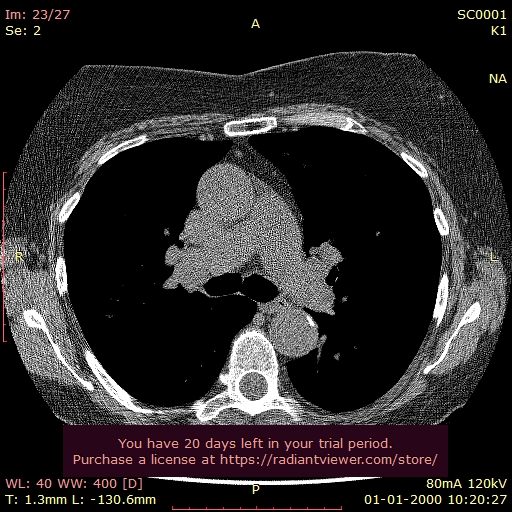 Im: 23/27
Se: 2
A
SC0001
K1
NA
R
L
You have 20 days left in your trial period.
Purchase a license at https://radiantviewer.com/store/
WL: 40 WW: 400 [D]
T: 1.3mm L: -130.6mm
P
80mA 120kV
01-01-2000 10:20:27